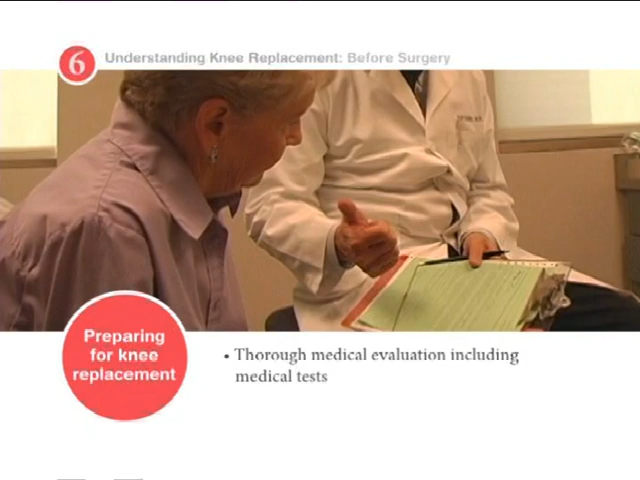 6
Understanding Knee Replacement: Before Surgery
Preparing
for knee
replacement
• Thorough medical evaluation including
medical tests